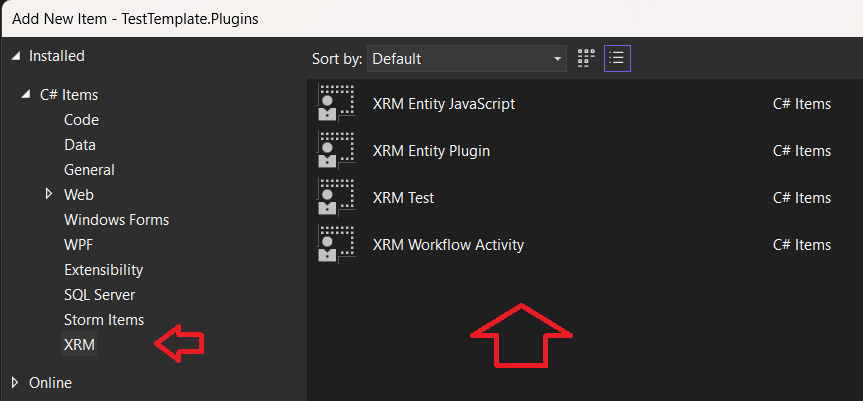 Add New Item - TestTemplate.Plugins
Installed
C# Items
Code
Data
General
Web
Windows Forms
WPF
Extensibility
SQL Server
Storm Items
XRM
Online
Sort by: Default
XRM Entity JavaScript C# Items
XRM Entity Plugin C# Items
XRM Test C# Items
XRM Workflow Activity C# Items